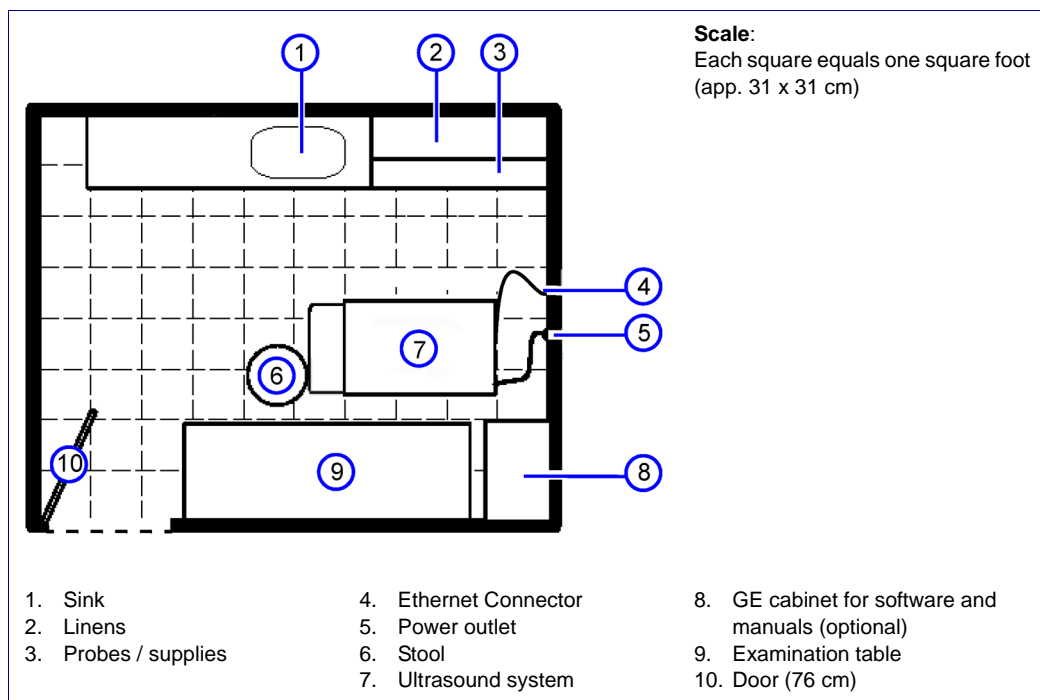 1
2
3
Scale:
Each square equals one square foot
(app. 31 x 31 cm)
4
5
6
7
8
9
10
1. Sink
2. Linens
3. Probes / supplies
4. Ethernet Connector
5. Power outlet
6. Stool
7. Ultrasound system
8. GE cabinet for software and
manuals (optional)
9. Examination table
10. Door (76 cm)